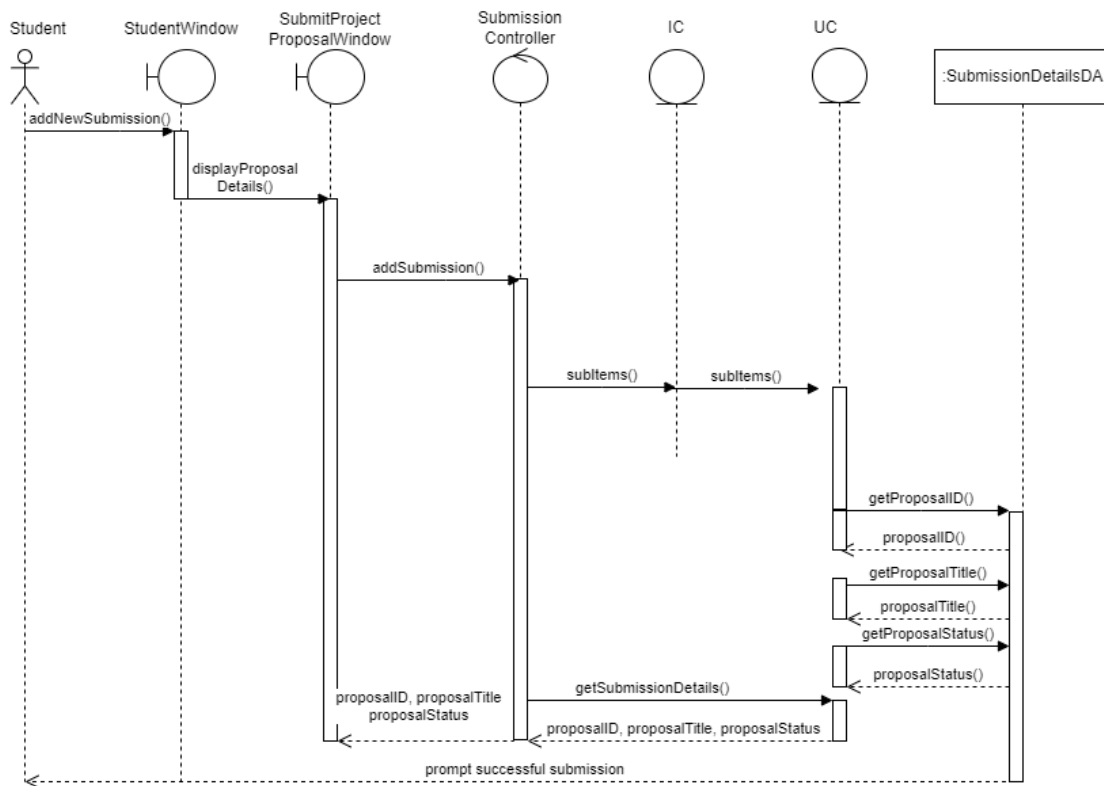 Student
StudentWindow
SubmitProject
ProposalWindow
Submission
Controller
IC
UC
:SubmissionDetailsDA
addNewSubmission()
displayProposal
Details()
addSubmission()
subItems()
subItems()
getProposalID()
proposalID()
getProposalTitle()
proposalTitle()
getProposalStatus()
proposalStatus()
getSubmissionDetails()
proposalID, proposalTitle
proposalStatus
proposalID, proposalTitle, proposalStatus
prompt successful submission